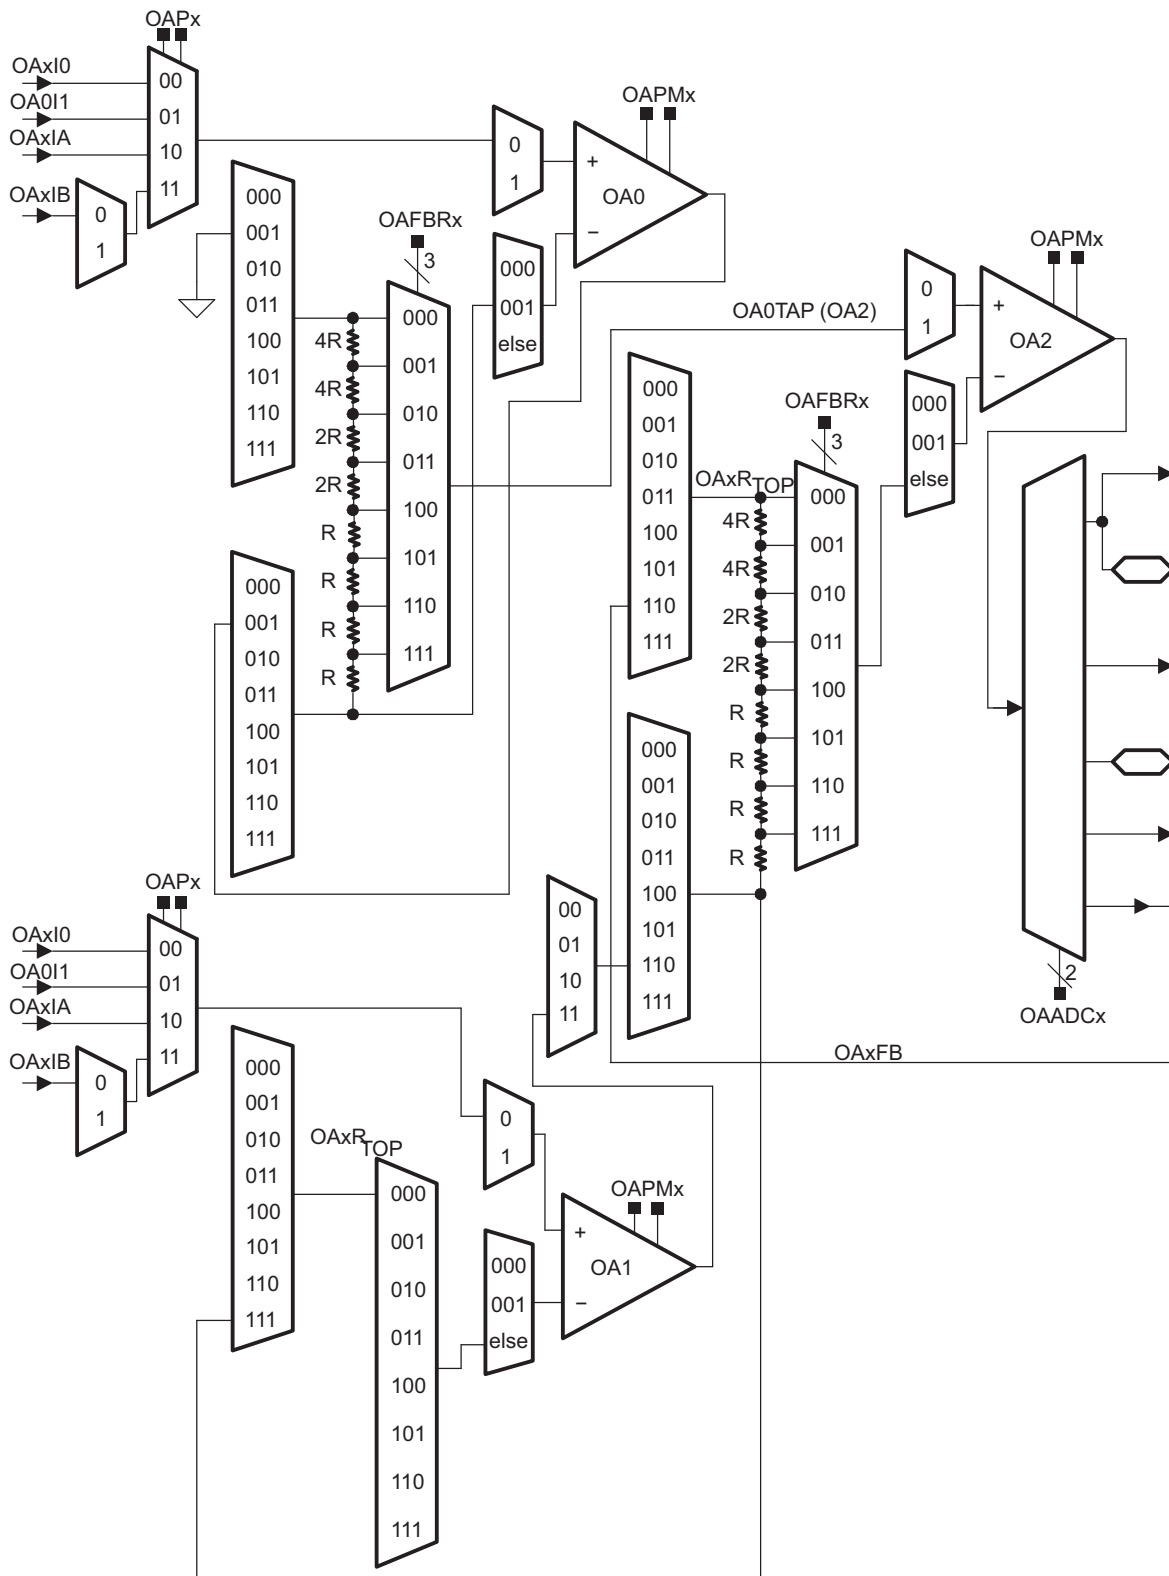 OAPx
OAxI0
OA0I1
OAxIA
OAxIB
00
01
10
11
0
1
000
001
010
011
100
101
110
111
OAFBRx
3
4R
4R
2R
2R
R
R
R
R
000
001
010
011
100
101
110
111
000
001
010
011
100
101
110
111
0
1
000
001
else
OAPMx
+
OA0
−
OA0TAP (OA2)
0
1
000
001
else
OAPMx
+
OA2
−
000
001
010
011
100
101
110
111
OAxRTOP
OAFBRx
3
4R
4R
2R
2R
R
R
R
R
000
001
010
011
100
101
110
111
000
001
010
011
100
101
110
111
00
01
10
11
2
OAADCx
OAxFB
OAPx
OAxI0
OA0I1
OAxIA
OAxIB
00
01
10
11
0
1
000
001
010
011
100
101
110
111
OAxRTOP
000
001
010
011
100
101
110
111
0
1
000
001
else
OAPMx
+
OA1
−